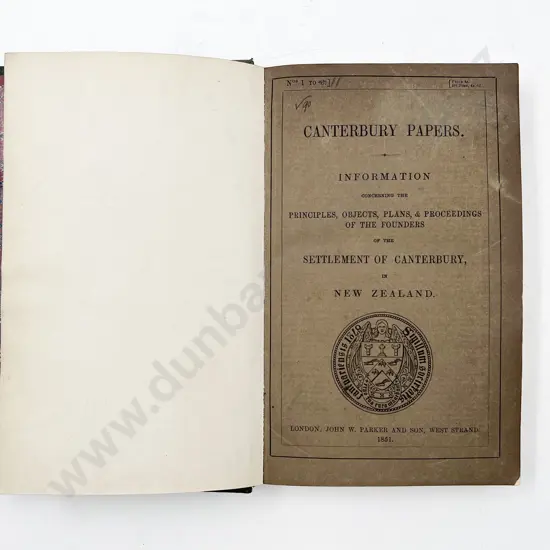 Nos. 1 TO
CANTERBURY PAPERS.
INFORMATION
CONCERNING THE
PRINCIPLES, OBJECTS, PLANS, & PROCEEDINGS
OF THE FOUNDERS
OF THE
SETTLEMENT OF CANTERBURY,
IN
NEW ZEALAND.
LONDON, JOHN W. PARKER AND SON, WEST STRAND.
1851.